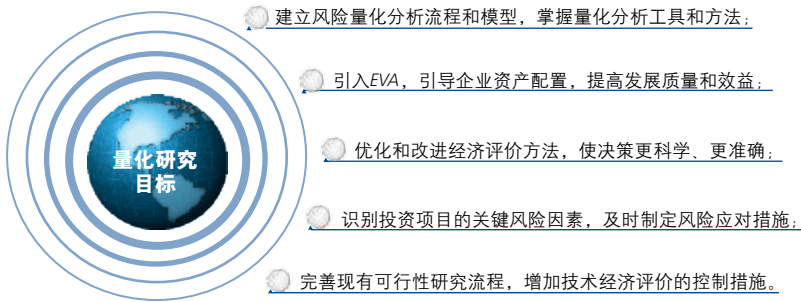 建立风险量化分析流程和模型，掌握量化分析工具和方法；
引入EVA，引导企业资产配置，提高发展质量和效益；
量化研究
目标
优化和改进经济评价方法，使决策更科学、更准确；
识别投资项目的关键风险因素，及时制定风险应对措施；
完善现有可行性研究流程，增加技术经济评价的控制措施。